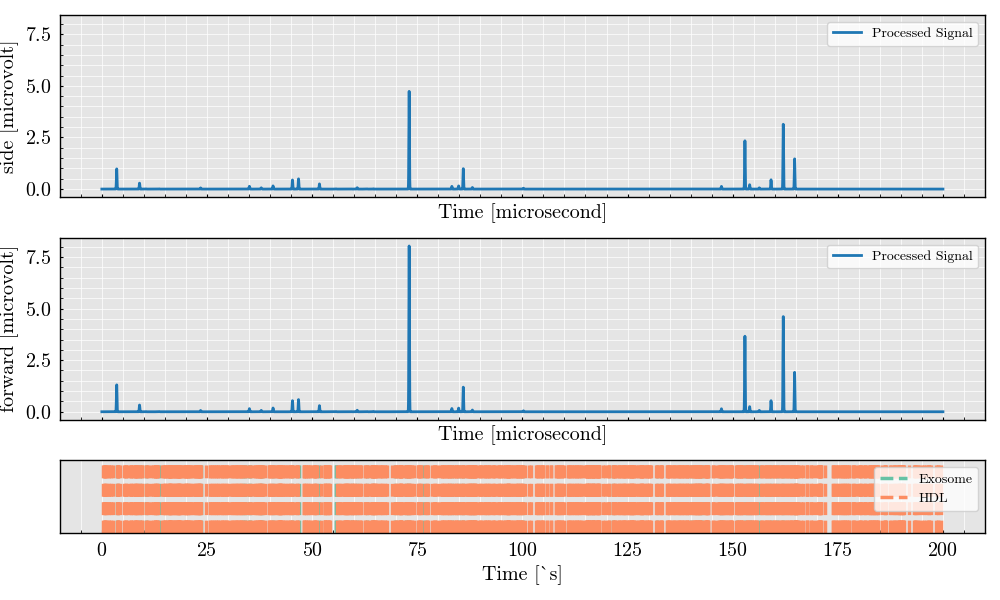 7.5
5.0
2.5
0.0
side [microvolt]
Processed Signal
Time [microsecond]
7.5
5.0
2.5
0.0
forward [microvolt]
Processed Signal
Time [microsecond]
Exosome
HDL
0 25 50 75 100 125 150 175 200
Time [`s]